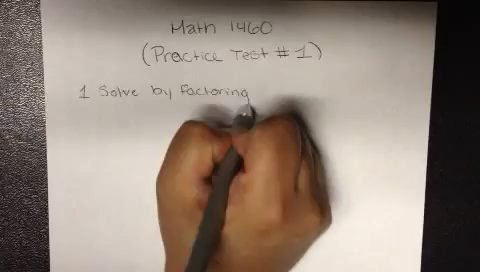 Math 1460
(Practice Test # 1)
1 Solve by factoring